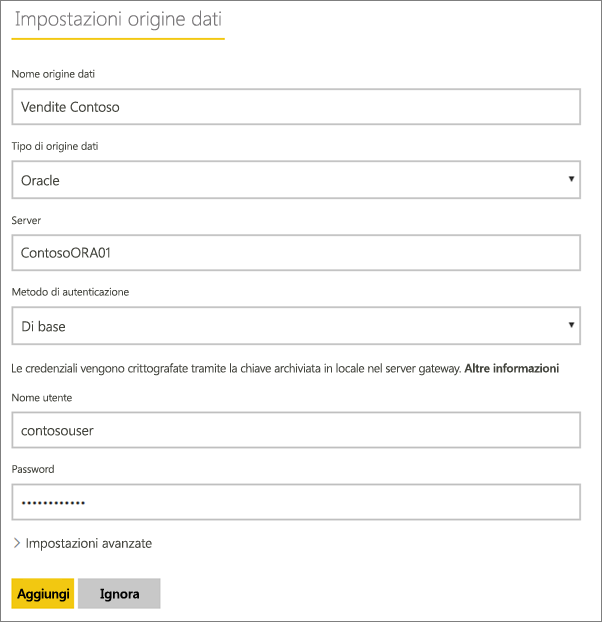 Impostazioni origine dati
Nome origine dati
Vendite Contoso
Tipo di origine dati
Oracle
Server
ContosoORA01
Metodo di autenticazione
Di base
Le credenziali vengono crittografate tramite la chiave archiviata in locale nel server gateway. Altre informazioni
Nome utente
contosouser
Password
••••••••••••
Impostazioni avanzate
Aggiungi Ignora